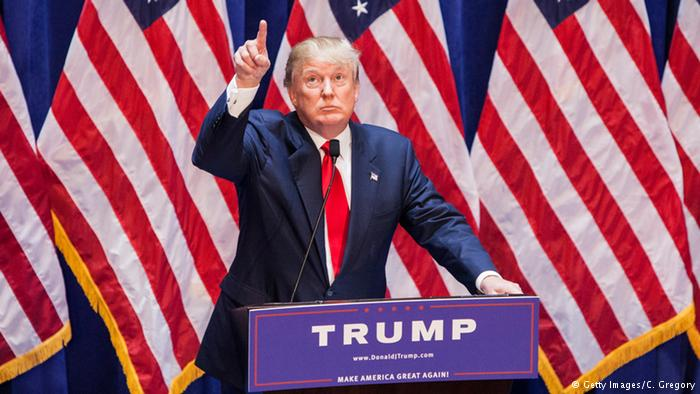 TRUMP
www.DonaldJTrump.com
MAKE AMERICA GREAT AGAIN!
© Getty Images/C. Gregory